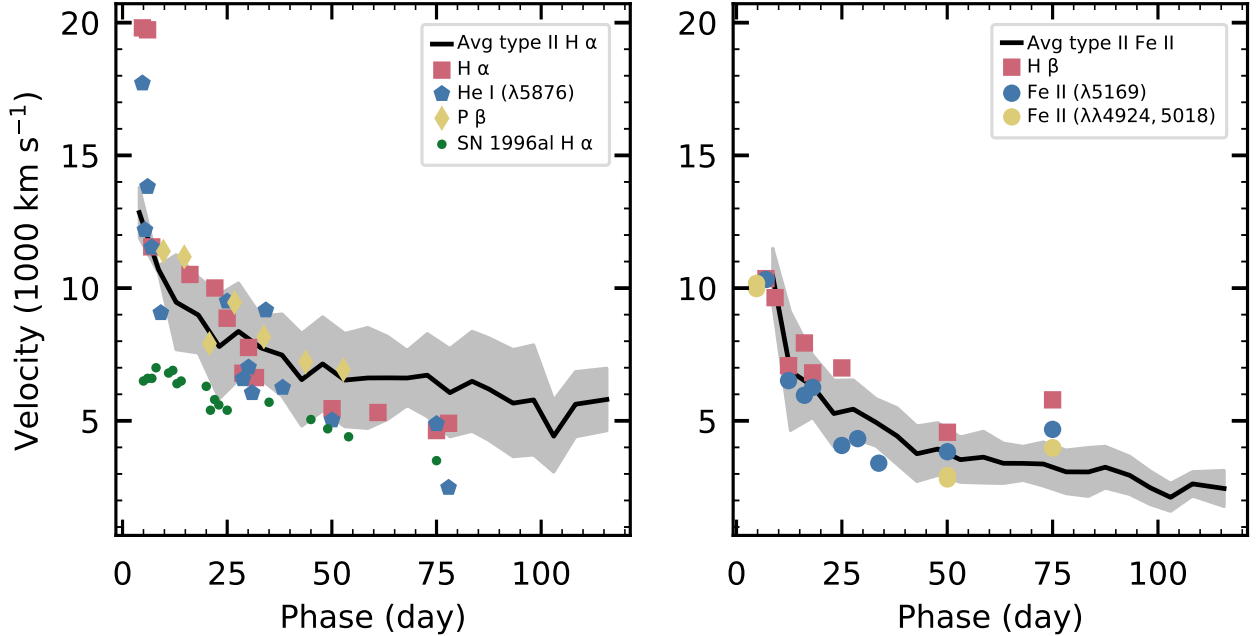 20
15
10
5
0
25
50
75
100
Phase (day)
Velocity (1000 km s⁻¹)
Avg type II H α
H α
He I (λ5876)
P β
SN 1996al H α
20
15
10
5
0
25
50
75
100
Phase (day)
Avg type II Fe II
H β
Fe II (λ5169)
Fe II (λλ4924, 5018)